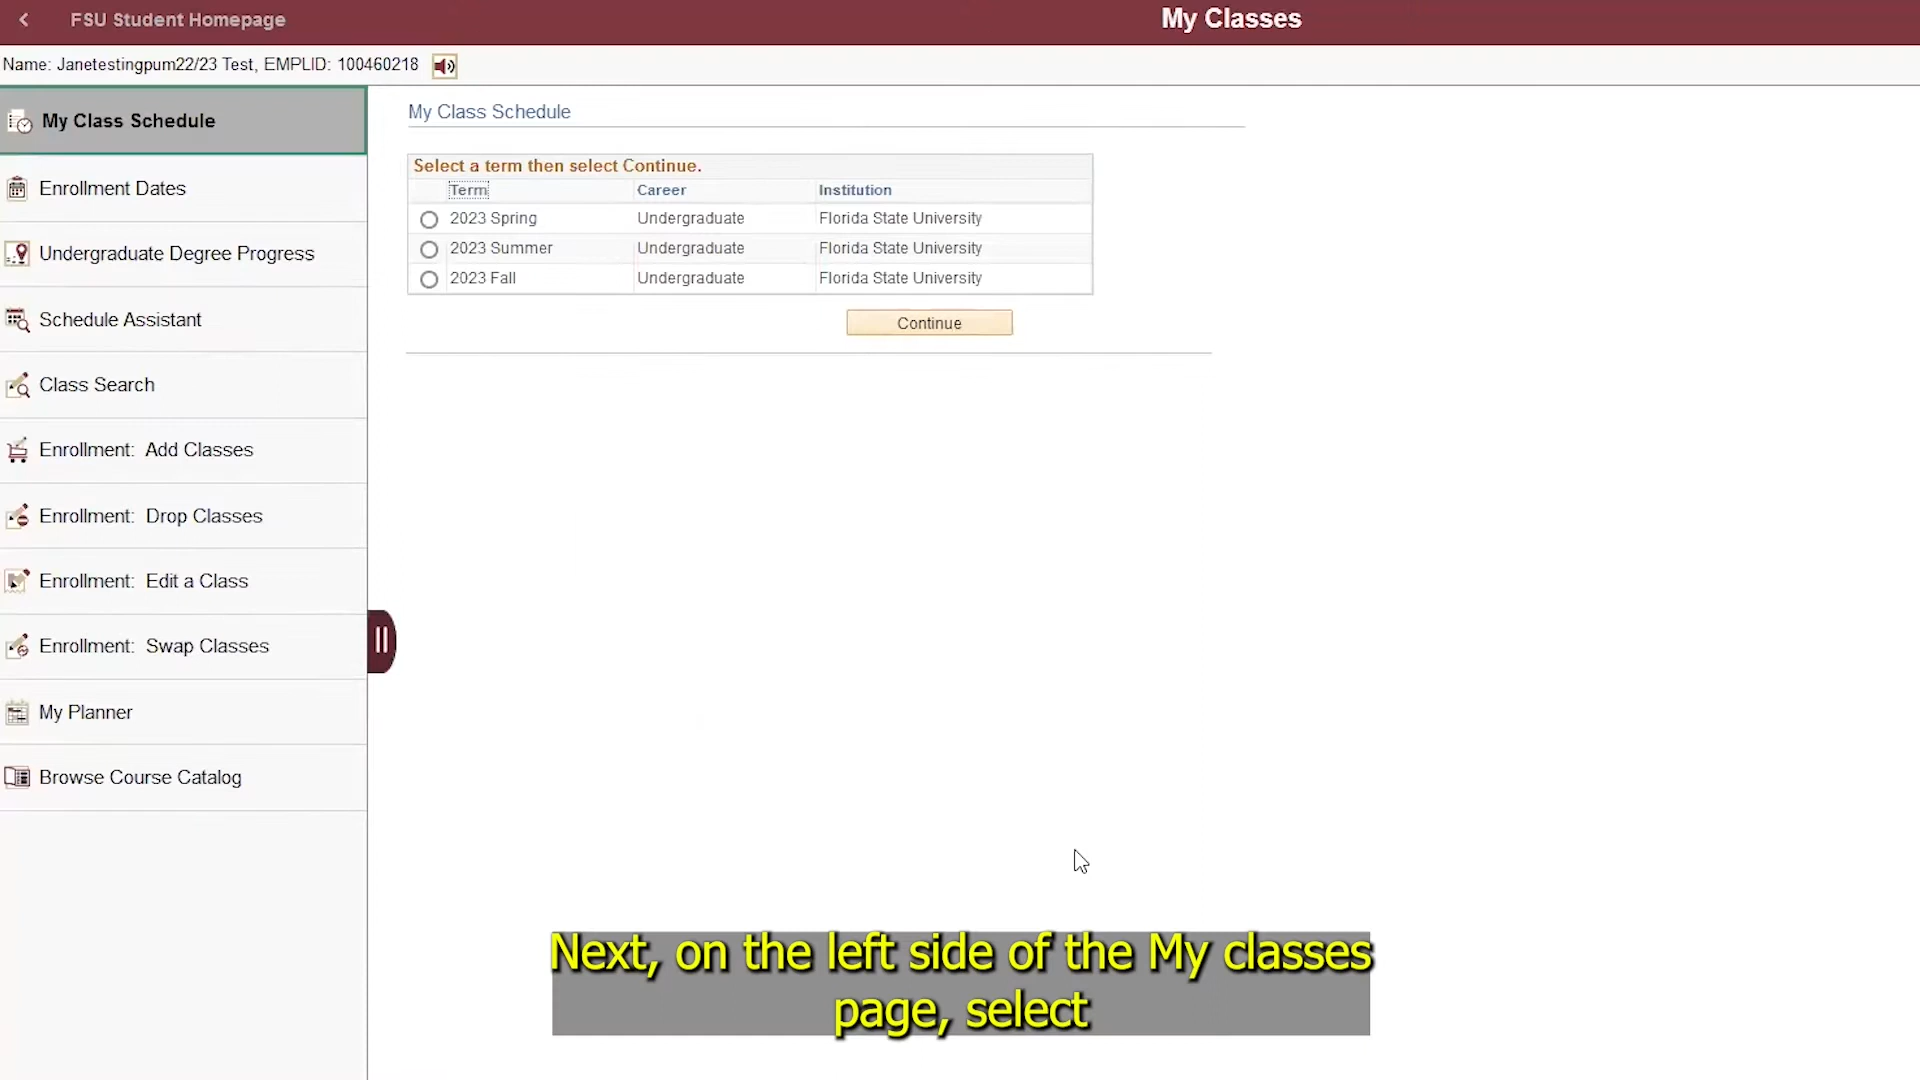 FSU Student Homepage
My Classes
Name: Janetestingpum22/23 Test, EMPLID: 100460218
My Class Schedule
Enrollment Dates
Undergraduate Degree Progress
Schedule Assistant
Class Search
Enrollment: Add Classes
Enrollment: Drop Classes
Enrollment: Edit a Class
Enrollment: Swap Classes
My Planner
Browse Course Catalog
My Class Schedule
Select a term then select Continue.
Term Career Institution
2023 Spring Undergraduate Florida State University
2023 Summer Undergraduate Florida State University
2023 Fall Undergraduate Florida State University
Continue
Next, on the left side of the My classes
page, select